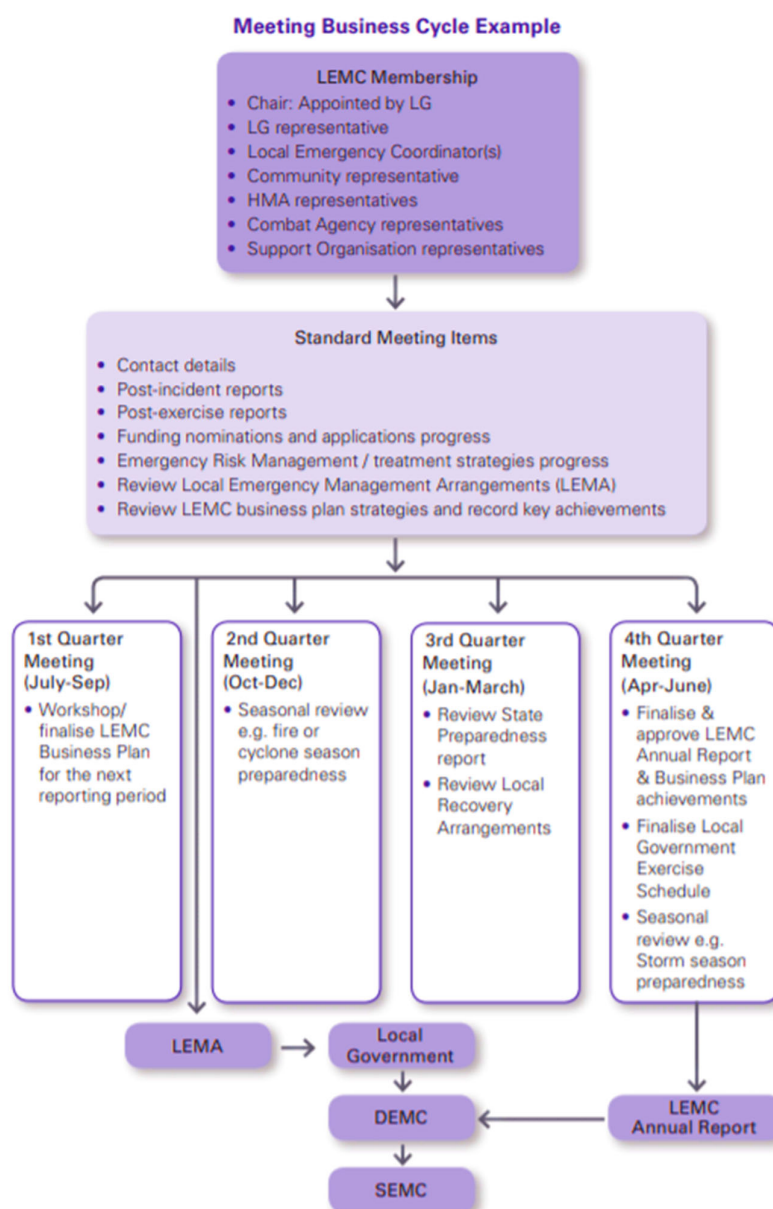 Meeting Business Cycle Example
LEMC Membership
• Chair: Appointed by LG
• LG representative
• Local Emergency Coordinator(s)
• Community representative
• HMA representatives
• Combat Agency representatives
• Support Organisation representatives
Standard Meeting Items
• Contact details
• Post-incident reports
• Post-exercise reports
• Funding nominations and applications progress
• Emergency Risk Management / treatment strategies progress
• Review Local Emergency Management Arrangements (LEMA)
• Review LEMC business plan strategies and record key achievements
1st Quarter
Meeting
(July-Sep)
• Workshop/
finalise LEMC
Business Plan
for the next
reporting period
2nd Quarter
Meeting
(Oct-Dec)
• Seasonal review
e.g. fire or
cyclone season
preparedness
3rd Quarter
Meeting
(Jan-March)
• Review State
Preparedness
report
• Review Local
Recovery
Arrangements
4th Quarter
Meeting
(Apr-June)
• Finalise &
approve LEMC
Annual Report
& Business Plan
achievements
• Finalise Local
Government
Exercise
Schedule
• Seasonal
review e.g.
Storm season
preparedness
LEMA
Local
Government
DEMC
LEMC
Annual Report
SEMC